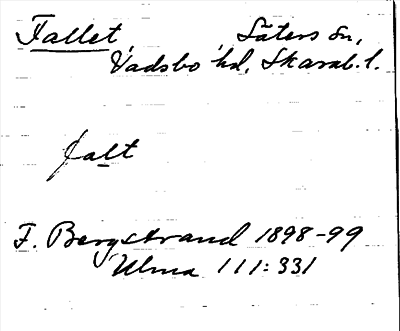 Fallet, Säters sn,
Vadsbo hd, Skarab. l.
falt
F. Bergstrand 1898-99
Ulma 111:331